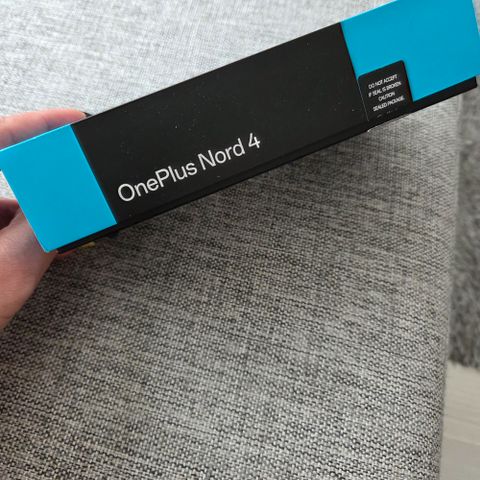 OnePlus Nord 4
DO NOT ACCEPT
IF SEAL IS BROKEN
CAUTION
SEALED PACKAGE.